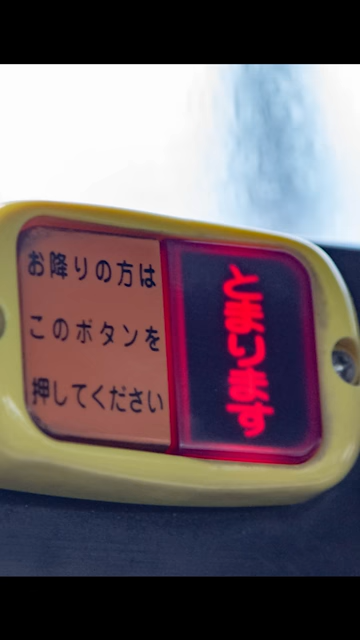 お降りの方は
このボタンを
押してください
とまります